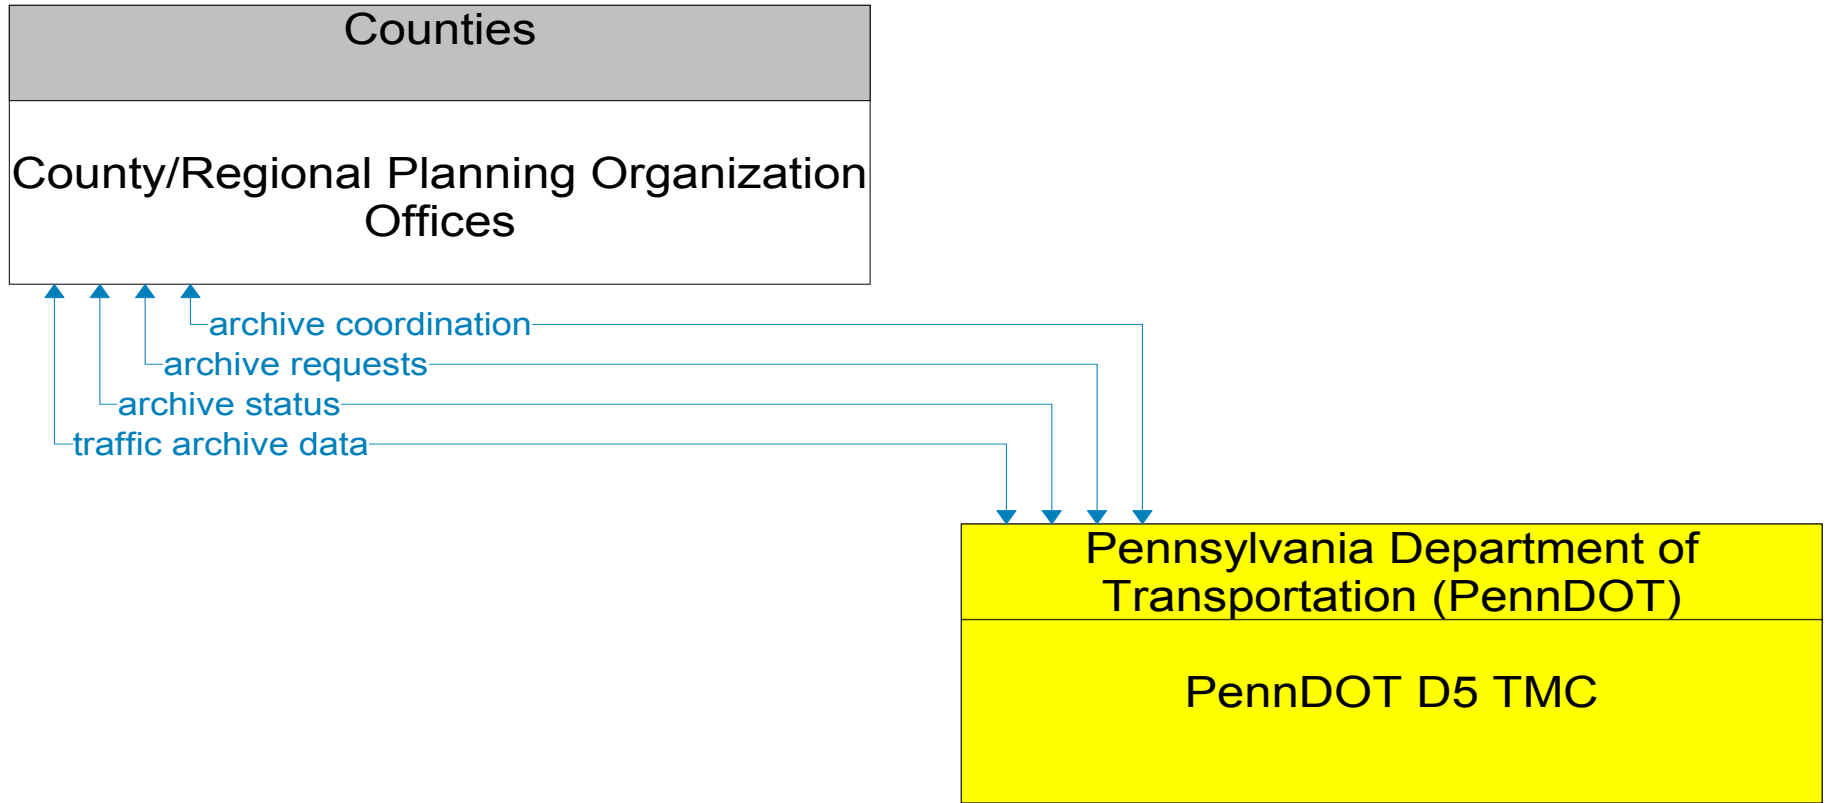 Counties
County/Regional Planning Organization
Offices
archive coordination
archive requests
archive status
traffic archive data
Pennsylvania Department of
Transportation (PennDOT)
PennDOT D5 TMC